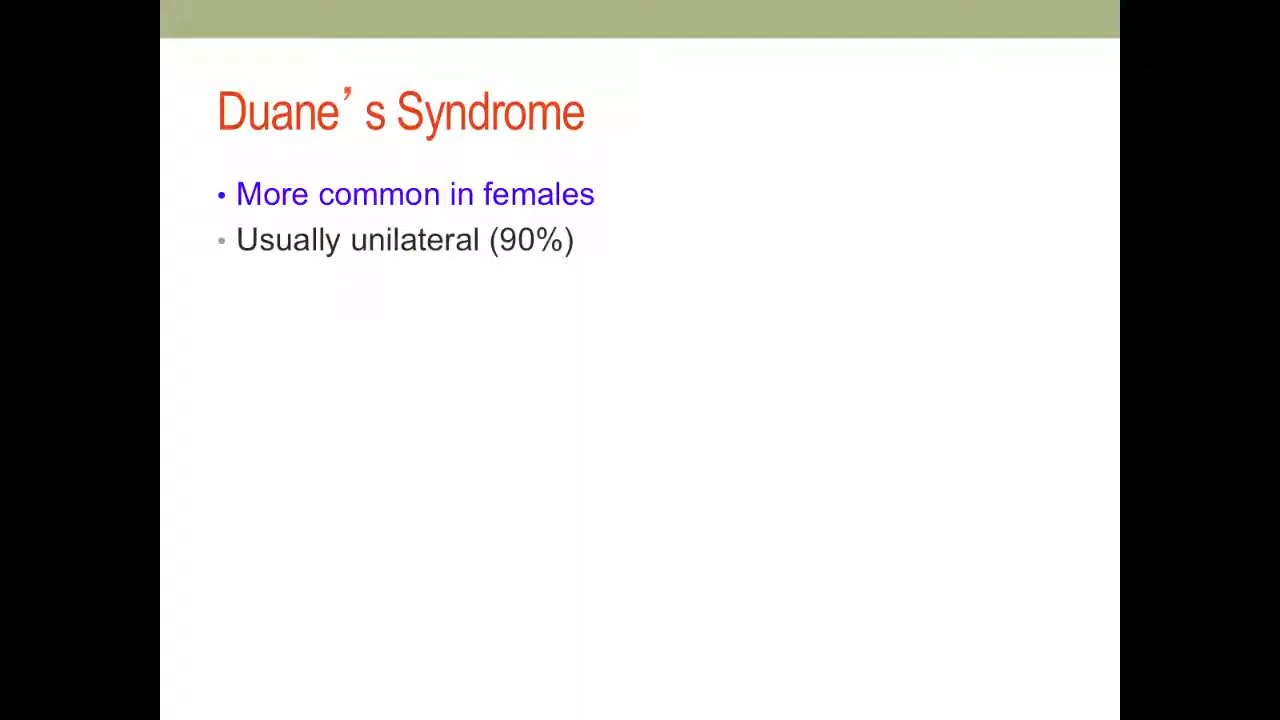 Duane’s Syndrome
• More common in females
• Usually unilateral (90%)